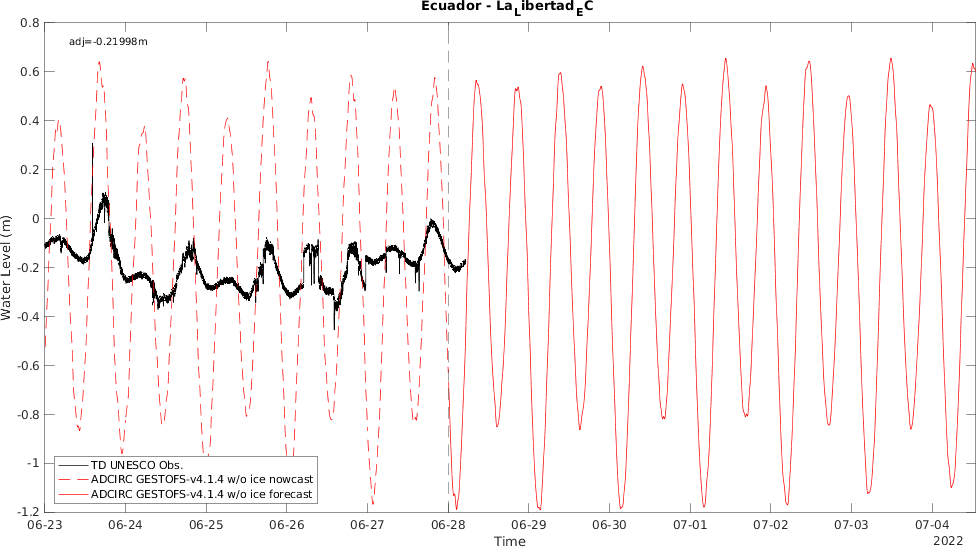 Ecuador - LaLibertadEC
adj=-0.21998m
0.8
0.6
0.4
0.2
0
-0.2
-0.4
-0.6
-0.8
-1
-1.2
Water Level (m)
TD UNESCO Obs.
ADCIRC GESTOFS-v4.1.4 w/o ice nowcast
ADCIRC GESTOFS-v4.1.4 w/o ice forecast
06-23 06-24 06-25 06-26 06-27 06-28 06-29 06-30 07-01 07-02 07-03 07-04
Time
2022